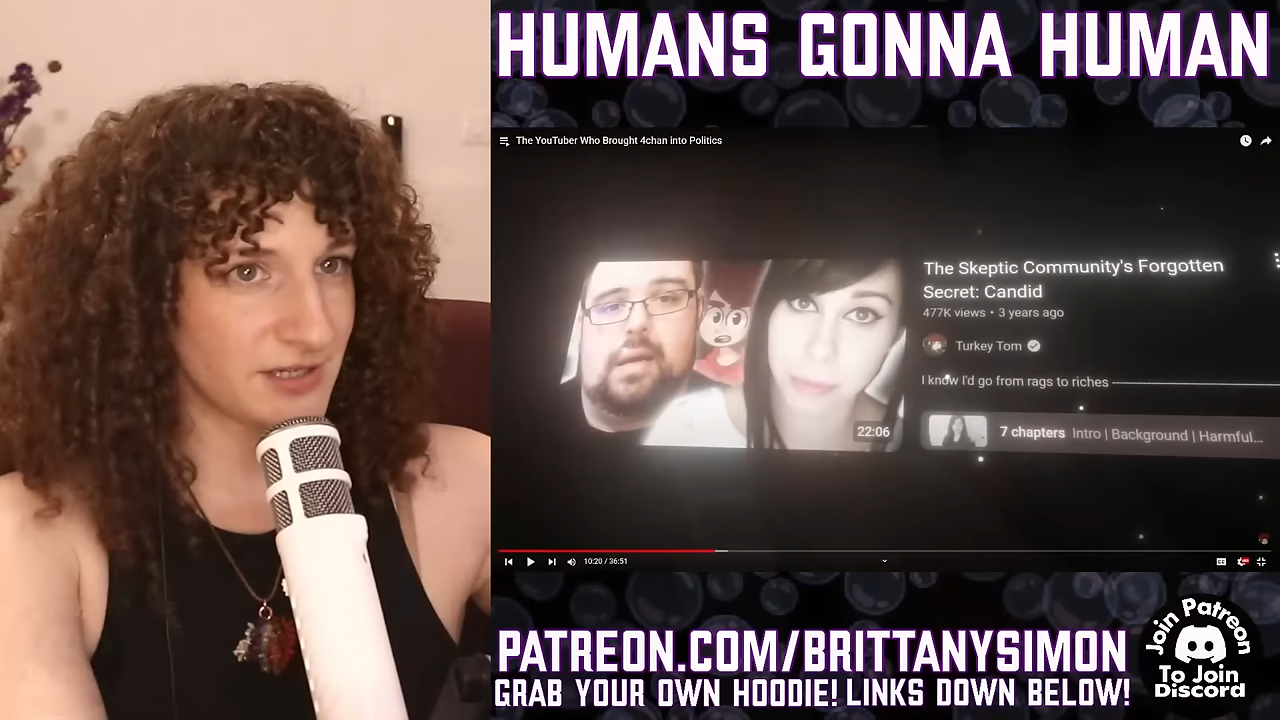 HUMANS GONNA HUMAN
The YouTuber Who Brought 4chan into Politics
The Skeptic Community's Forgotten
Secret: Candid
477K views • 3 years ago
Turkey Tom
I know I'd go from rags to riches
22:06
7 chapters Intro | Background | Harmful...
10:20 / 36:51
PATREON.COM/BRITTANYSIMON
GRAB YOUR OWN HOODIE! LINKS DOWN BELOW!
Join Patreon
To Join
Discord